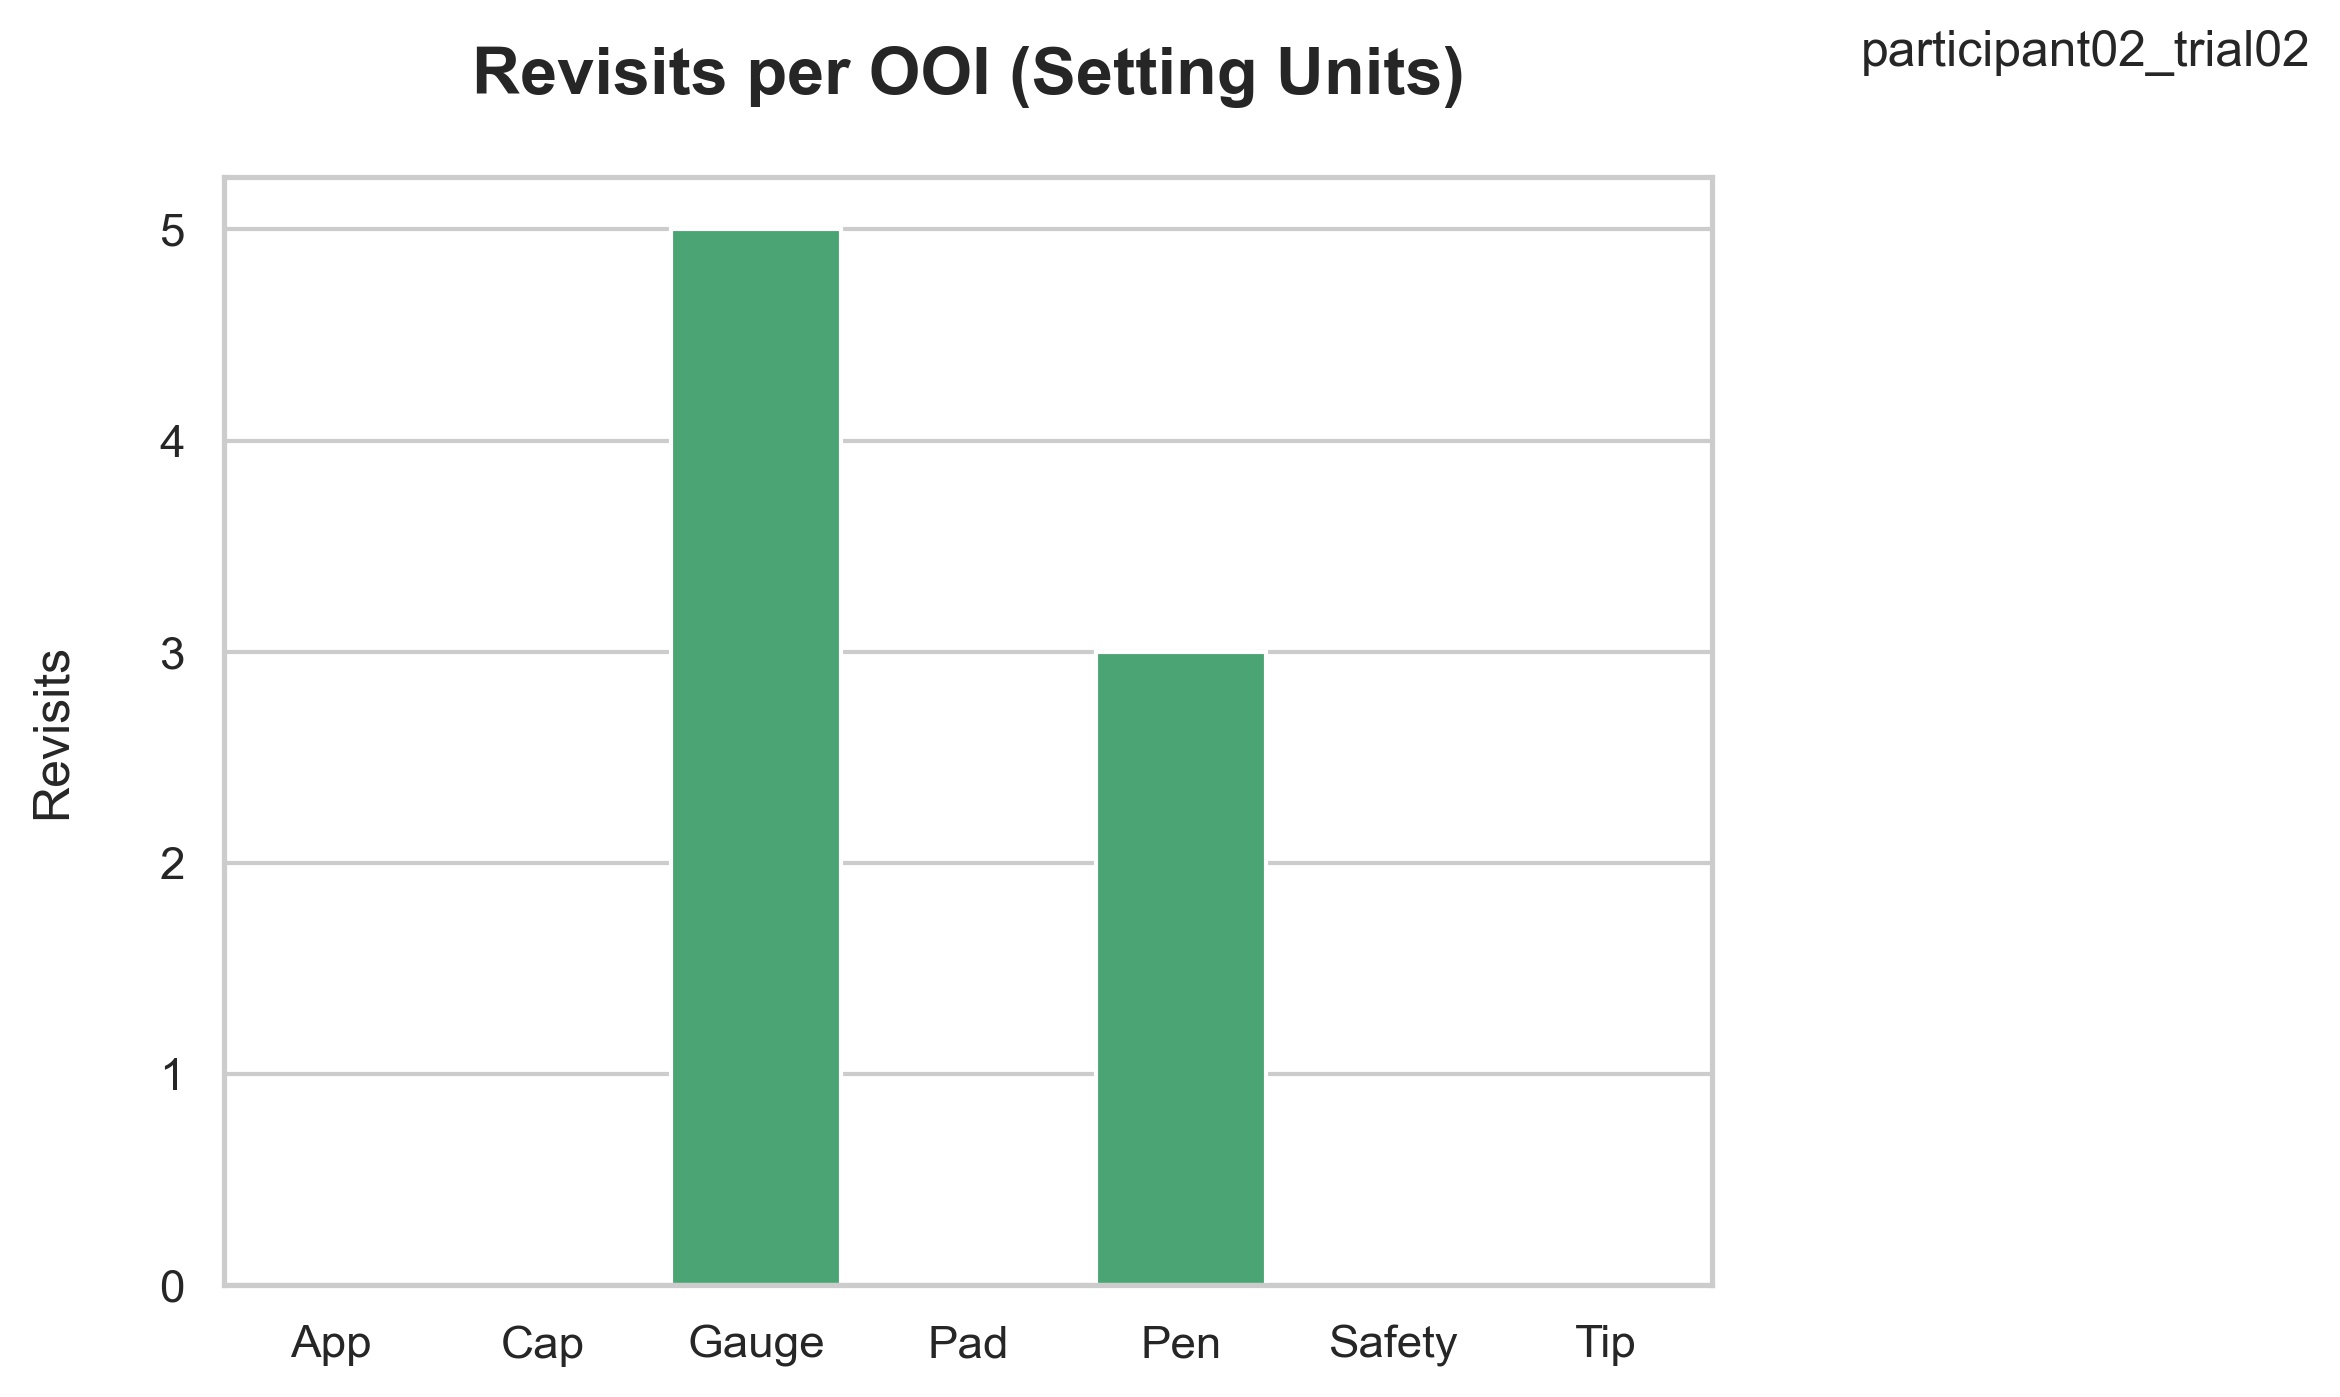 participant02_trial02
Revisits per OOI (Setting Units)
Revisits
5
4
3
2
1
0
App Cap Gauge Pad Pen Safety Tip